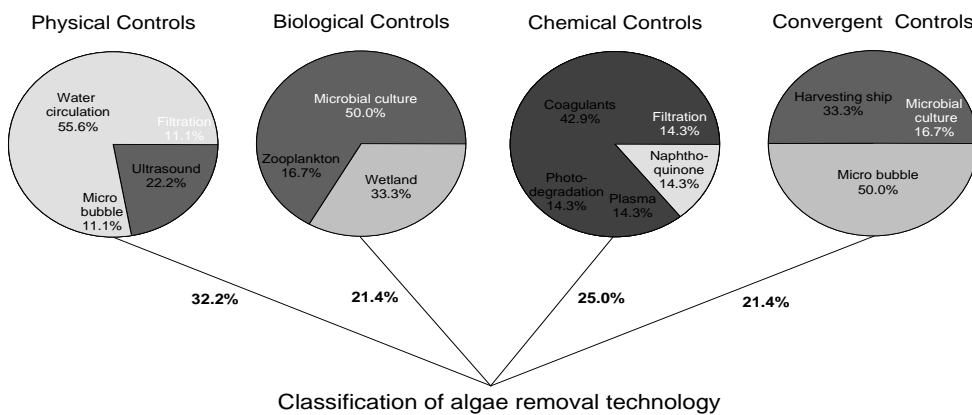 Physical Controls
Biological Controls
Chemical Controls
Convergent Controls
Water
circulation
55.6%
Filtration
11.1%
Ultrasound
22.2%
Micro
bubble
11.1%
Microbial culture
50.0%
Zooplankton
16.7%
Wetland
33.3%
Coagulants
42.9%
Filtration
14.3%
Naphtho-
quinone
14.3%
Photo-
degradation
14.3%
Plasma
14.3%
Harvesting ship
33.3%
Microbial
culture
16.7%
Micro bubble
50.0%
32.2%
21.4%
25.0%
21.4%
Classification of algae removal technology